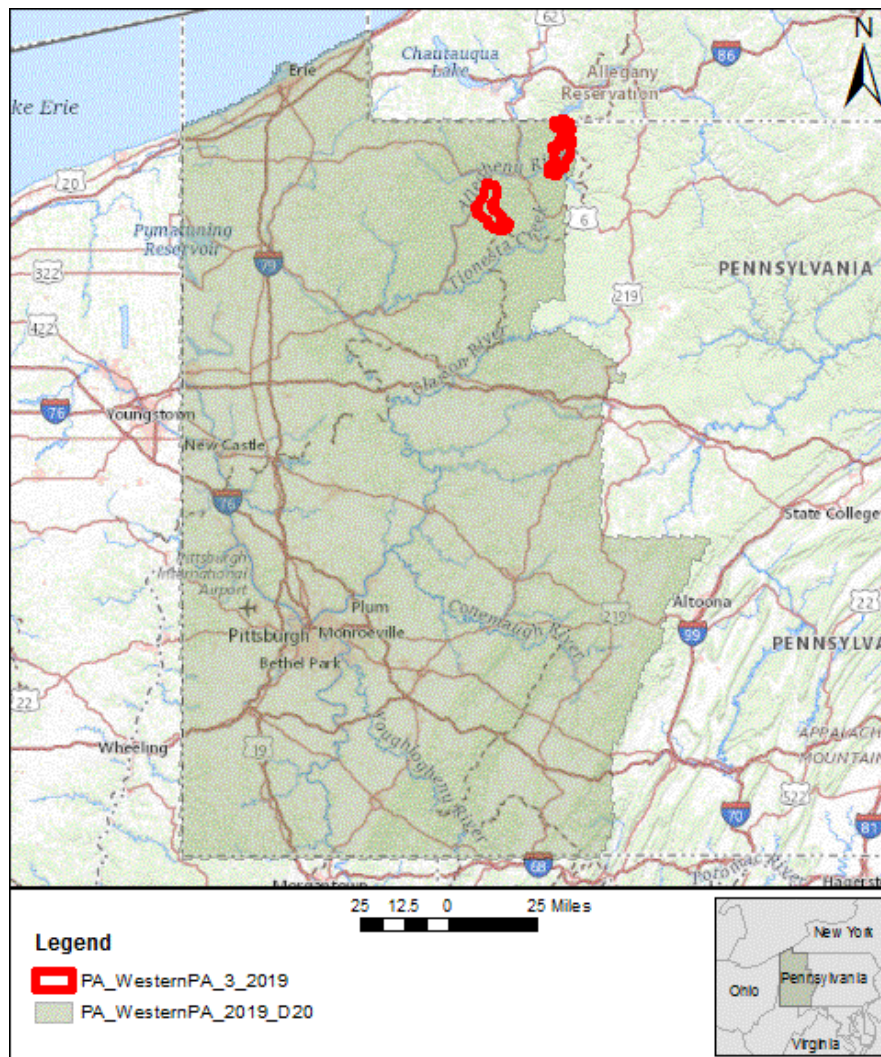 N
62
86
Chautauqua
Lake
Allegany
Reservation
Erie
ke Erie
20
Allegheny Ri
6
Pymatuning
Reservoir
Tionesta Creek
79
PENNSYLVANIA
322
219
422
Clarion River
76
Youngstown
New Castle
76
State College
Pittsburgh
International
Airport
Plum
Conemaugh River
219
Altoona
22
Pittsburgh
Monroeville
99
Bethel Park
PENNSYLVA
22
Youghiogheny River
Wheeling
19
APPALACH
MOUNTAIN
522
70
81
68
Potomac River
Morgantown
Hagerst
25 12.5 0 25 Miles
Legend
PA_WesternPA_3_2019
PA_WesternPA_2019_D20
New York
Pennsylvania
Ohio
Virginia